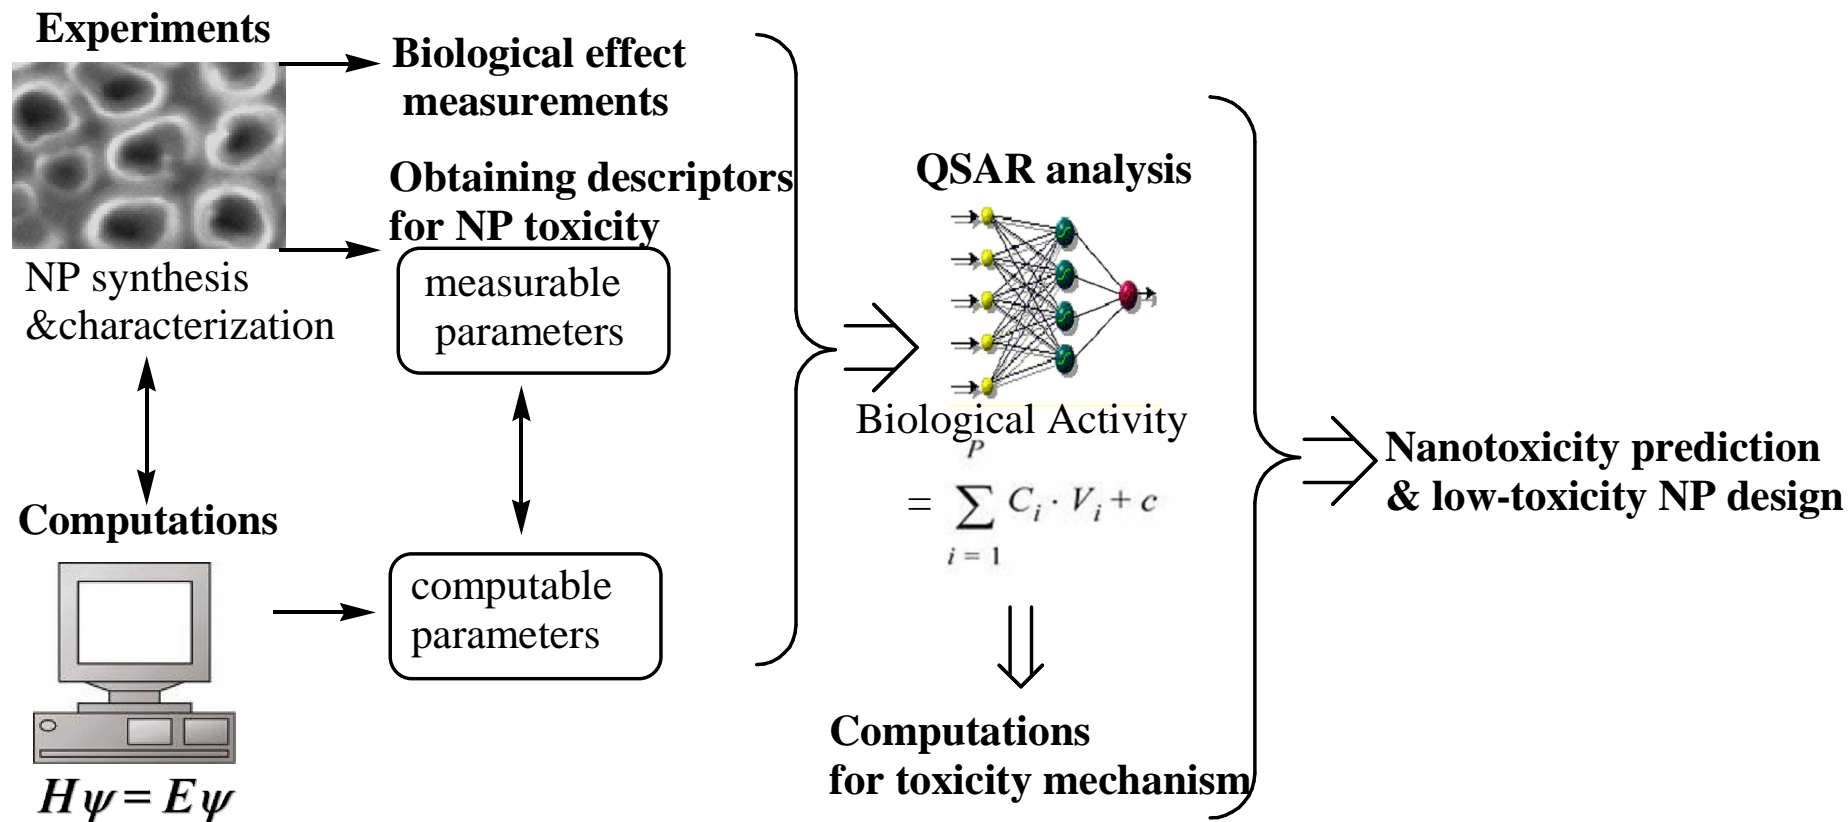 Experiments
Biological effect
measurements
Obtaining descriptors
for NP toxicity
NP synthesis
&characterization
measurable
parameters
Computations
computable
parameters
Hψ = Eψ
QSAR analysis
Biological Activity
P
= ∑ C_i · V_i + c
i = 1
Computations
for toxicity mechanism
Nanotoxicity prediction
& low-toxicity NP design